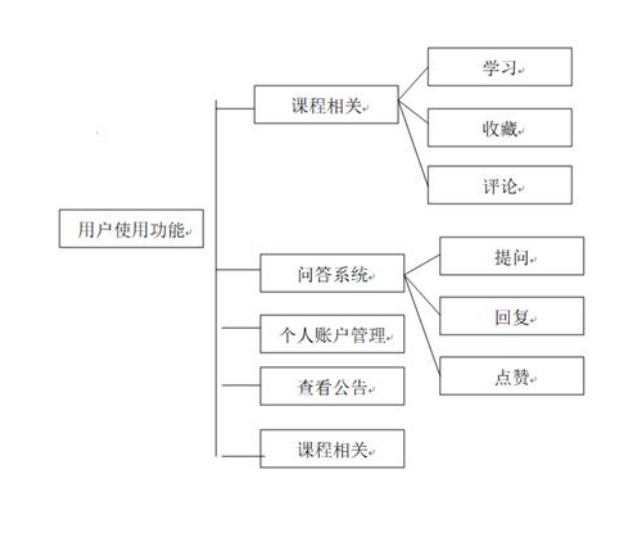 学习
课程相关
收藏
评论
用户使用功能
提问
问答系统
回复
个人账户管理
点赞
查看公告
课程相关